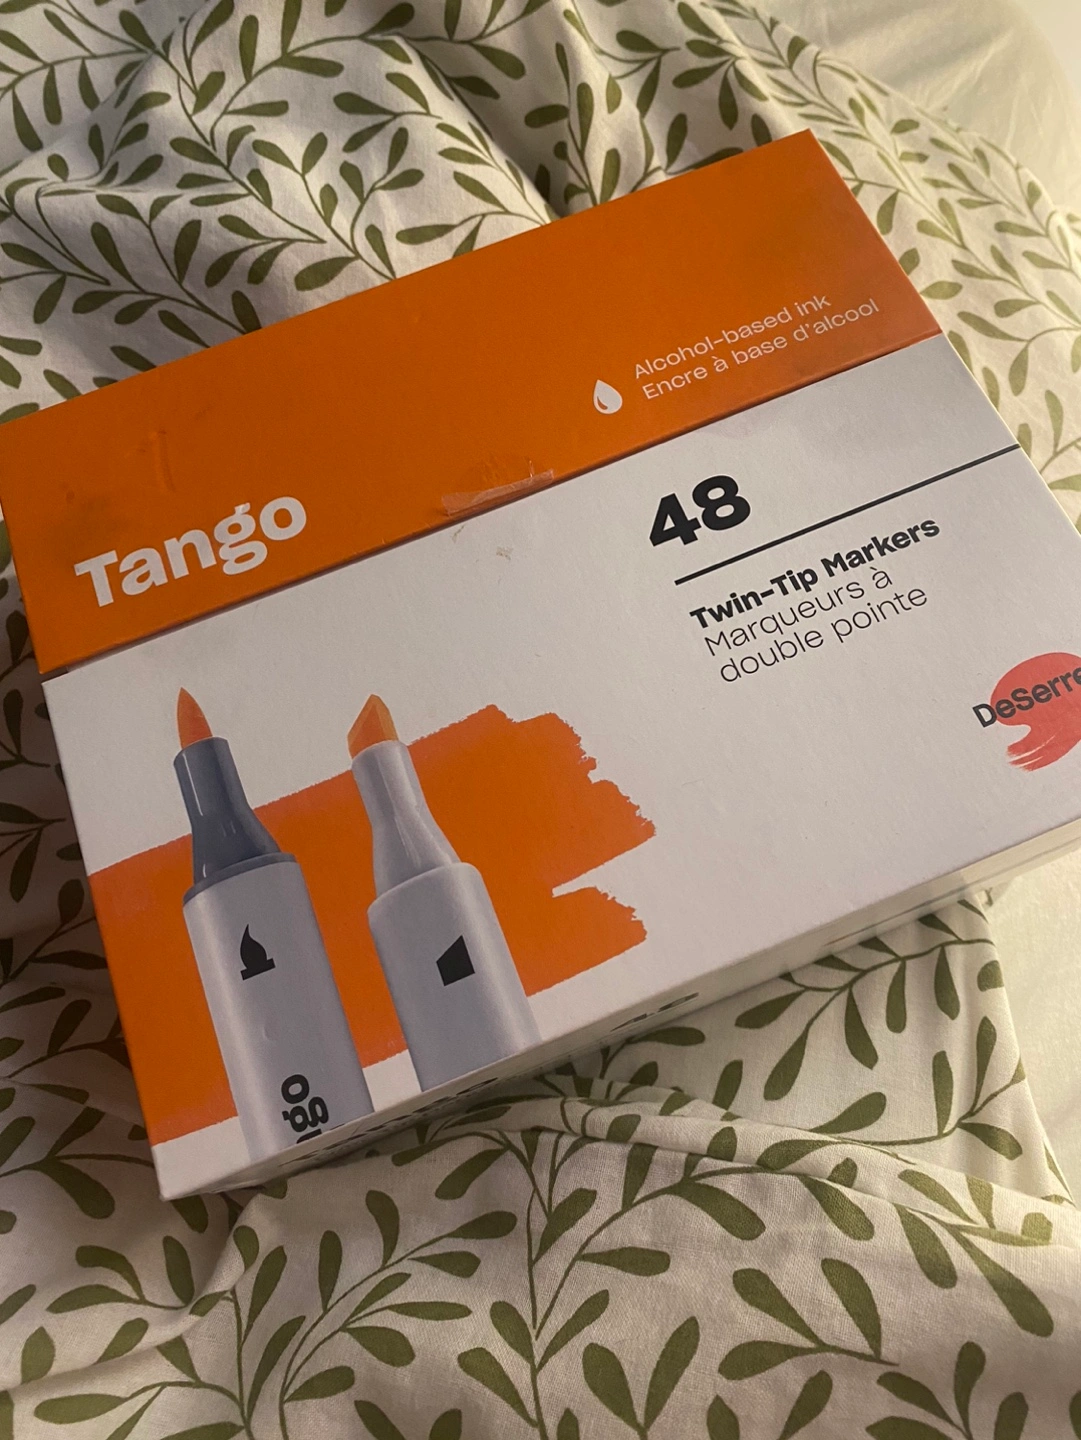 Alcohol-based ink
Encre à base d'alcool
Tango
48
Twin-Tip Markers
Marqueurs à
double pointe
DeSerre